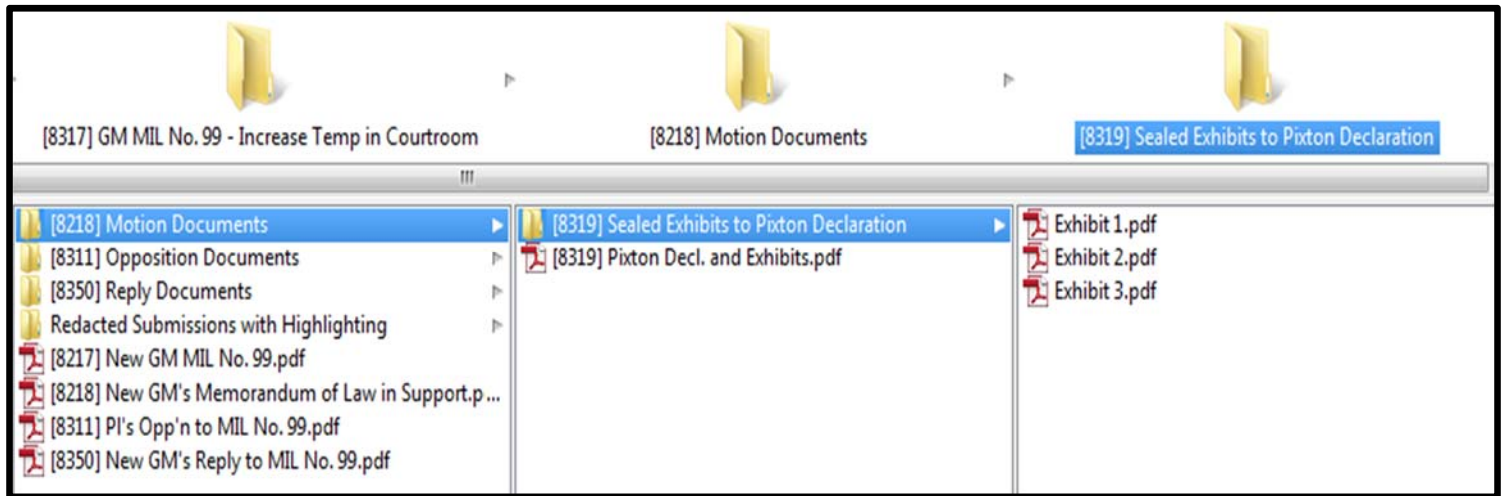 [8317] GM MIL No. 99 - Increase Temp in Courtroom
[8218] Motion Documents
[8319] Sealed Exhibits to Pixton Declaration
[8218] Motion Documents
[8311] Opposition Documents
[8350] Reply Documents
Redacted Submissions with Highlighting
[8217] New GM MIL No. 99.pdf
[8218] New GM's Memorandum of Law in Support.p...
[8311] Pl's Opp'n to MIL No. 99.pdf
[8350] New GM's Reply to MIL No. 99.pdf
[8319] Sealed Exhibits to Pixton Declaration
[8319] Pixton Decl. and Exhibits.pdf
Exhibit 1.pdf
Exhibit 2.pdf
Exhibit 3.pdf